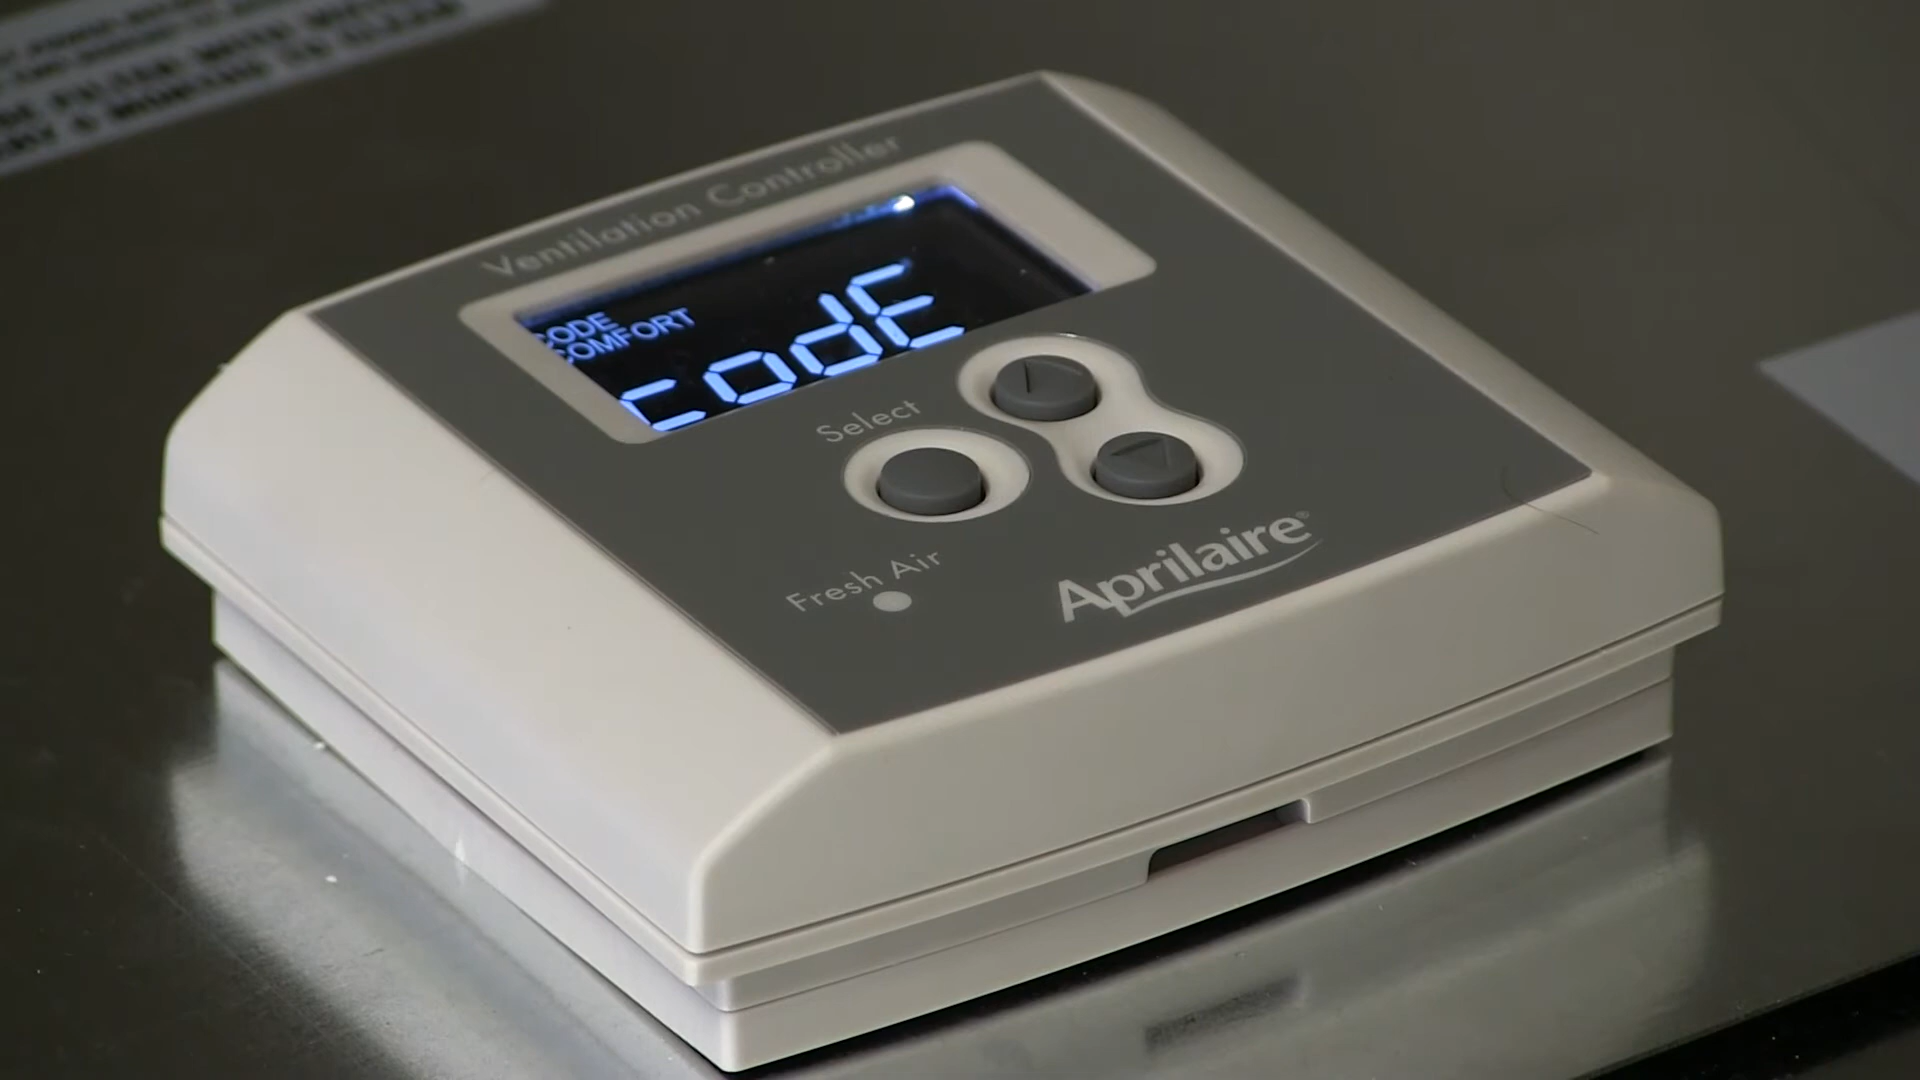 Ventilation Controller
CODE
COMFORT
codE
Select
Fresh Air
Aprilaire®